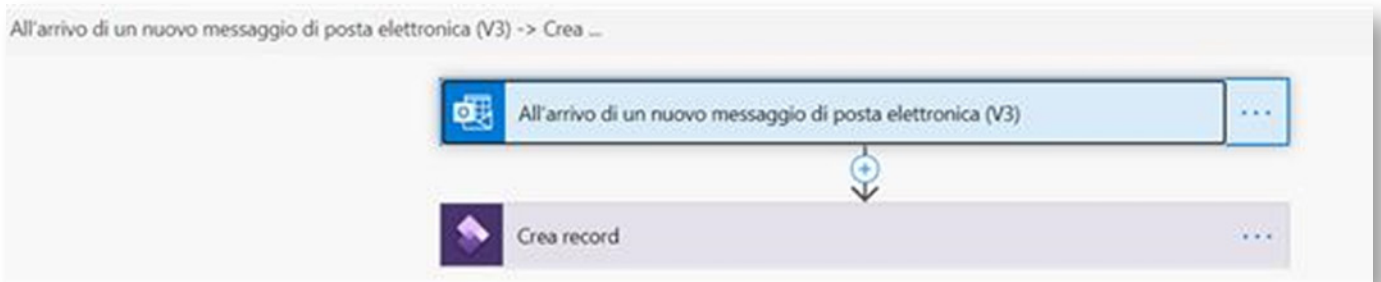 All'arrivo di un nuovo messaggio di posta elettronica (V3) -> Crea ...
All'arrivo di un nuovo messaggio di posta elettronica (V3)
Crea record